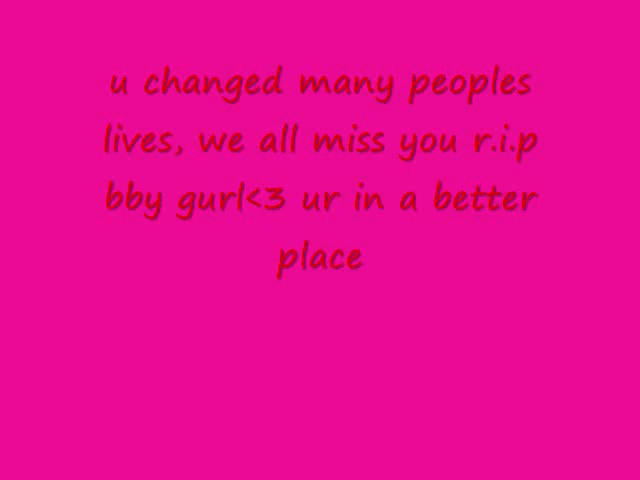 u changed many peoples
lives, we all miss you r.i.p
bby gurl<3 ur in a better
place